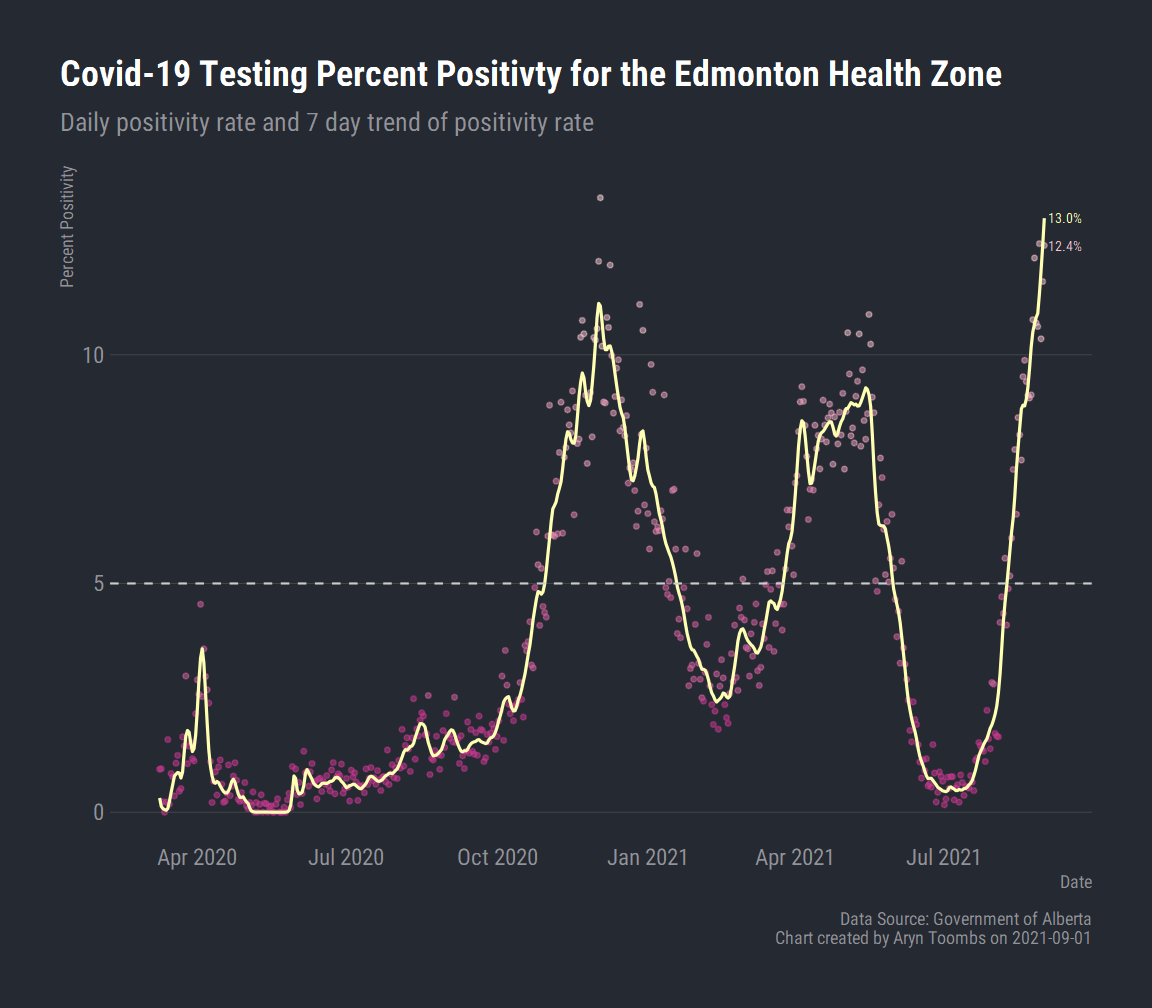 Covid-19 Testing Percent Positivty for the Edmonton Health Zone
Daily positivity rate and 7 day trend of positivity rate
Percent Positivity
13.0%
12.4%
10
5
0
Apr 2020
Jul 2020
Oct 2020
Jan 2021
Apr 2021
Jul 2021
Date
Data Source: Government of Alberta
Chart created by Aryn Toombs on 2021-09-01